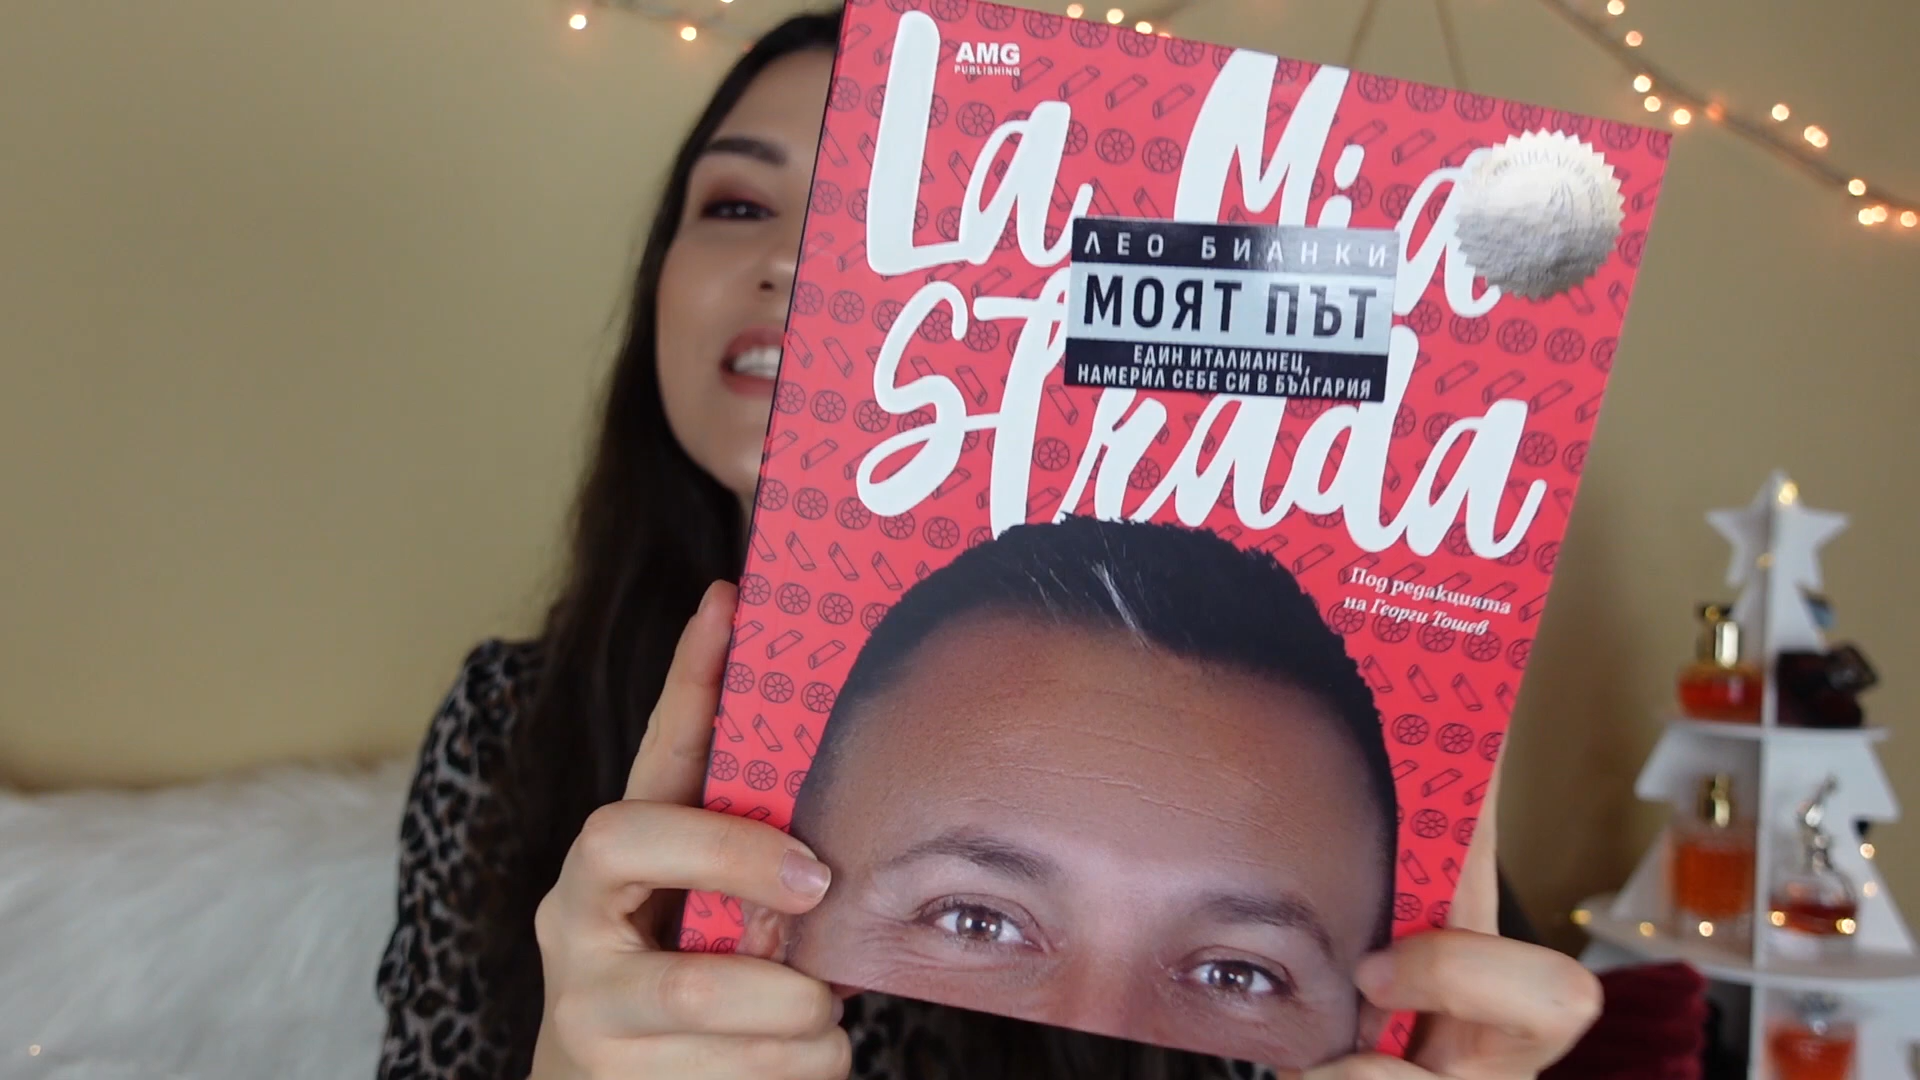 AMG
PUBLISHING
La Mia
Strada
ЛЕО БИАНКИ
МОЯТ ПЪТ
ЕДИН ИТАЛИАНЕЦ,
НАМЕРИЛ СЕБЕ СИ В БЪЛГАРИЯ
Под редакцията
на Георги Тошев